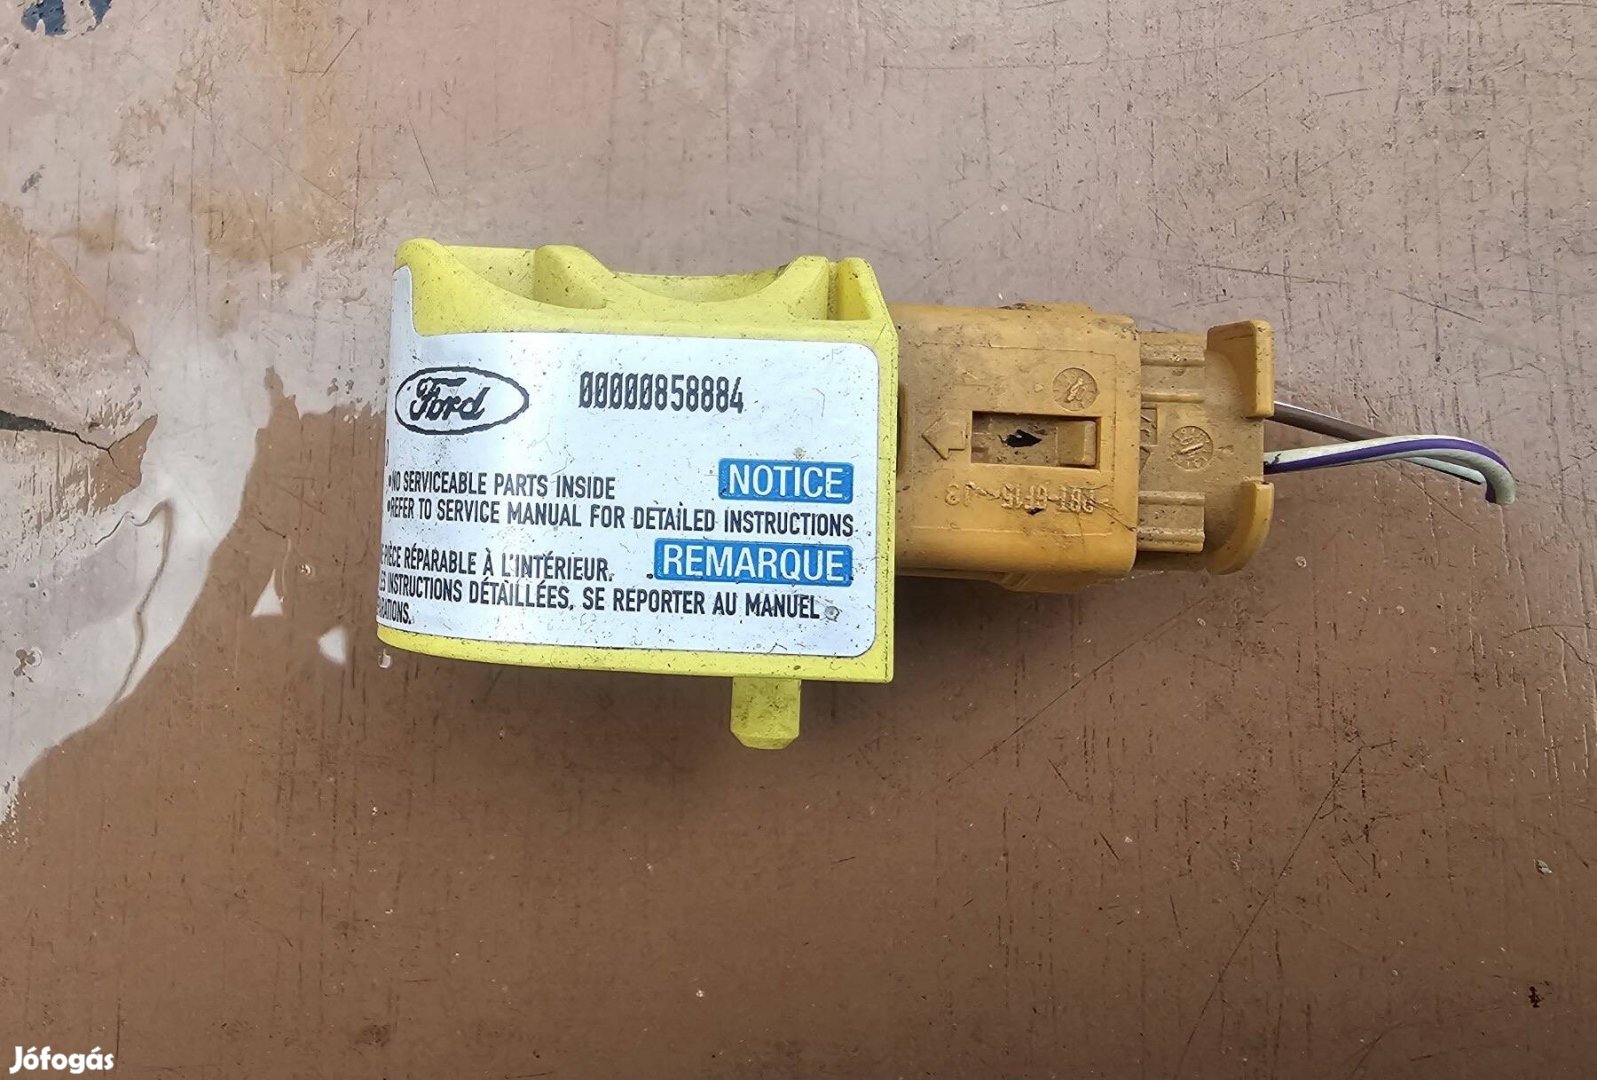 Ford
00000858884
•NO SERVICEABLE PARTS INSIDE NOTICE
•REFER TO SERVICE MANUAL FOR DETAILED INSTRUCTIONS
PIÈCE RÉPARABLE À L'INTÉRIEUR. REMARQUE
INSTRUCTIONS DÉTAILLÉES, SE REPORTER AU MANUEL
Jófogás